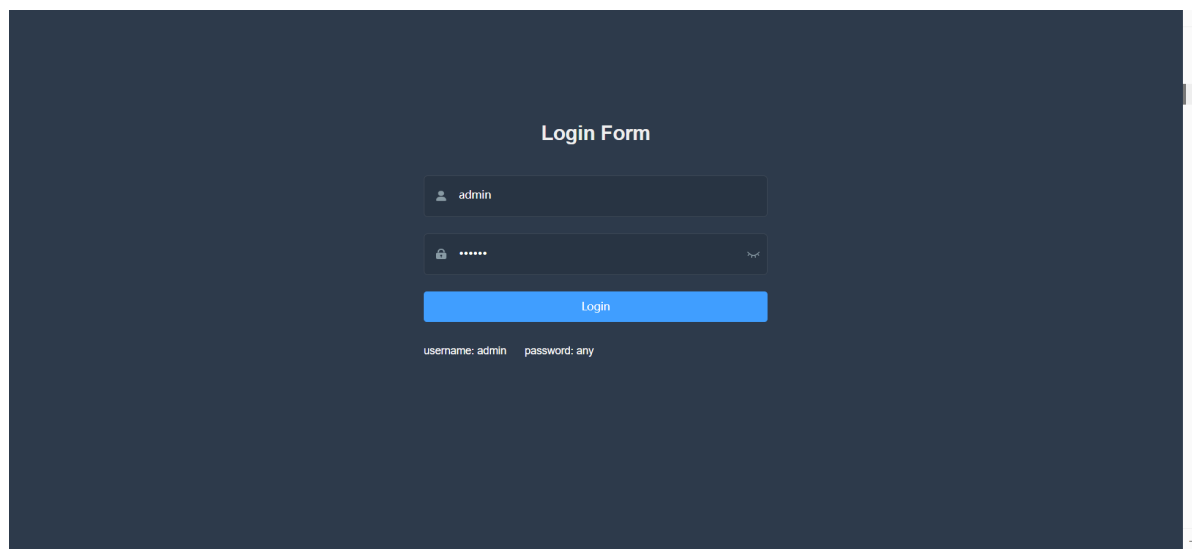 Login Form
admin
••••••
Login
username: admin password: any